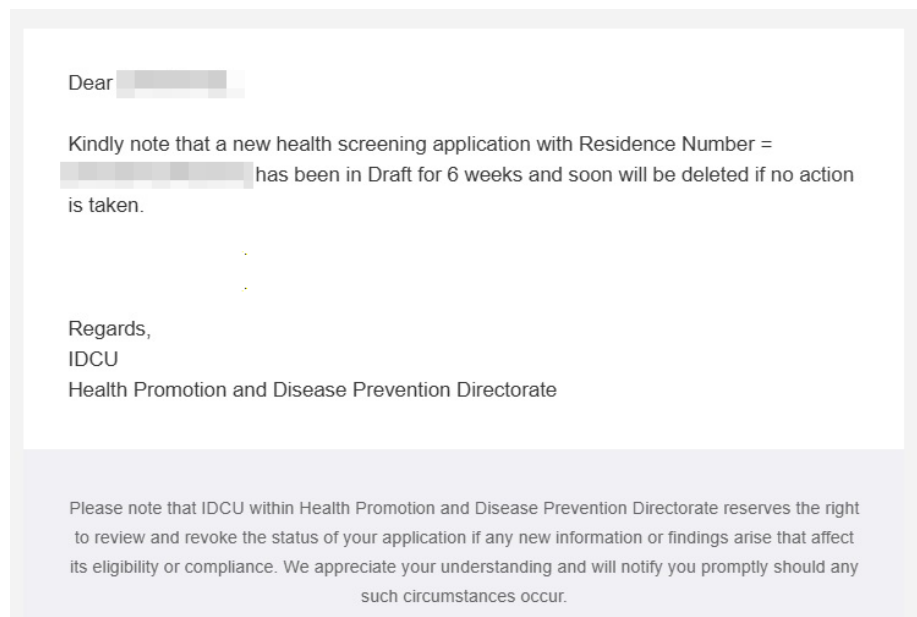 Dear
Kindly note that a new health screening application with Residence Number =
has been in Draft for 6 weeks and soon will be deleted if no action
is taken.
Regards,
IDCU
Health Promotion and Disease Prevention Directorate
Please note that IDCU within Health Promotion and Disease Prevention Directorate reserves the right
to review and revoke the status of your application if any new information or findings arise that affect
its eligibility or compliance. We appreciate your understanding and will notify you promptly should any
such circumstances occur.